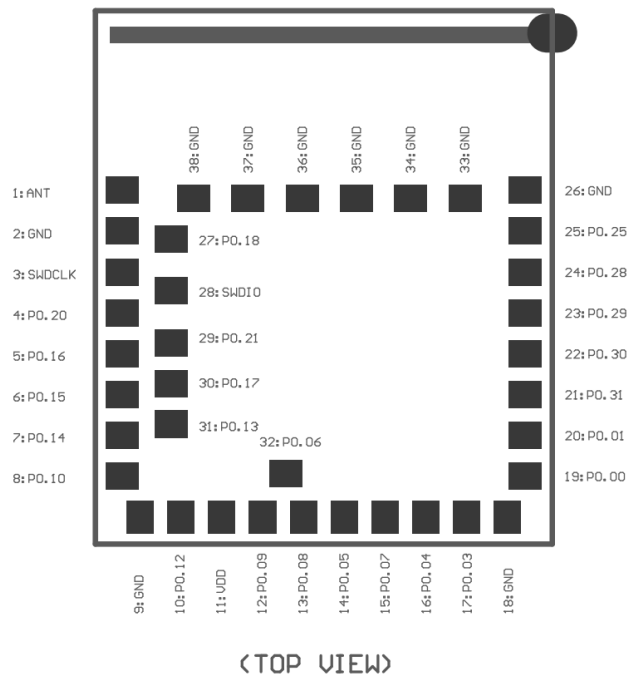 38:GND
37:GND
36:GND
35:GND
34:GND
33:GND
1:ANT
2:GND
3:SWDCLK
4:P0.20
5:P0.16
6:P0.15
7:P0.14
8:P0.10
27:P0.18
28:SWDIO
29:P0.21
30:P0.17
31:P0.13
32:P0.06
26:GND
25:P0.25
24:P0.28
23:P0.29
22:P0.30
21:P0.31
20:P0.01
19:P0.00
9:GND
10:P0.12
11:VDD
12:P0.09
13:P0.08
14:P0.05
15:P0.07
16:P0.04
17:P0.03
18:GND
(TOP VIEW)